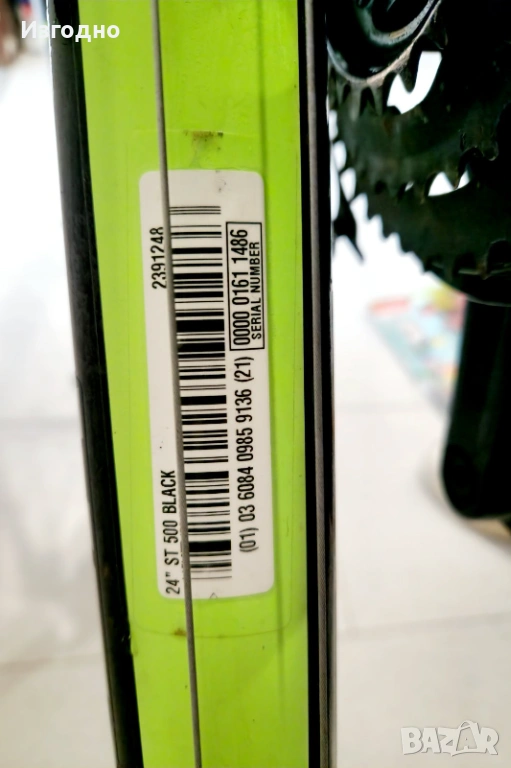 Изгодно
2391248
24" ST 500 BLACK
0000 0161 1486
SERIAL NUMBER
(01) 03 6084 0985 9136 (21)
BAZAR